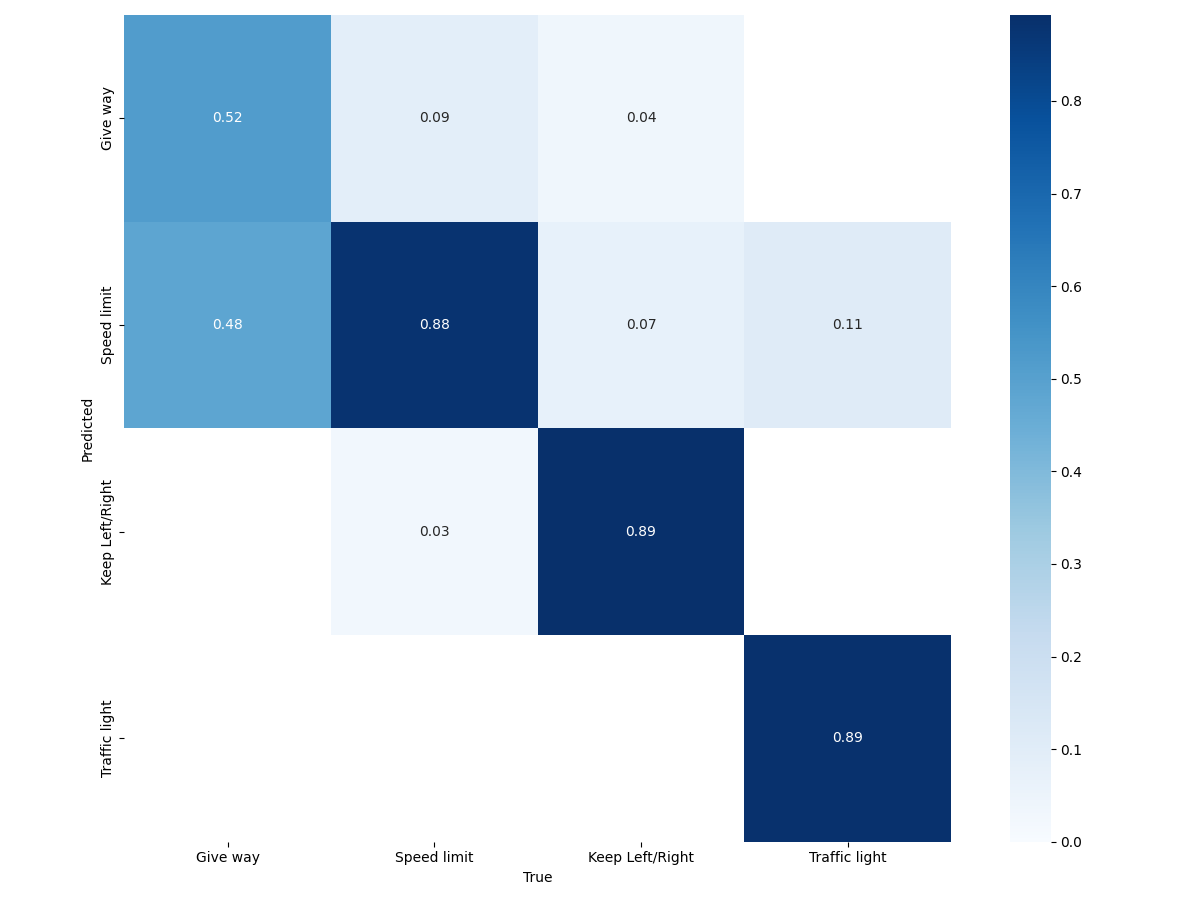 Give way
0.52 0.09 0.04
Speed limit
0.48 0.88 0.07 0.11
Predicted
Keep Left/Right
0.03 0.89
Traffic light
0.89
Give way Speed limit Keep Left/Right Traffic light
True
0.8
0.7
0.6
0.5
0.4
0.3
0.2
0.1
0.0